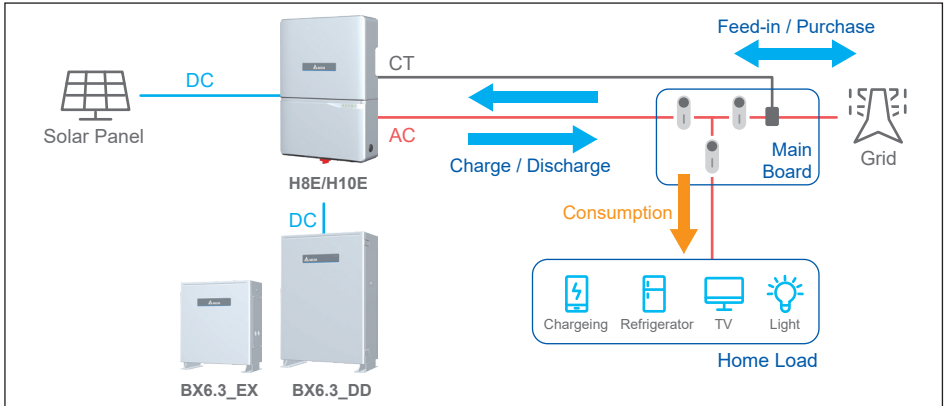 Feed-in / Purchase
CT
DC
Solar Panel
AC
Charge / Discharge
Main
Board
Grid
H8E/H10E
DC
Consumption
Chargeing
Refrigerator
TV
Light
Home Load
BX6.3_EX
BX6.3_DD